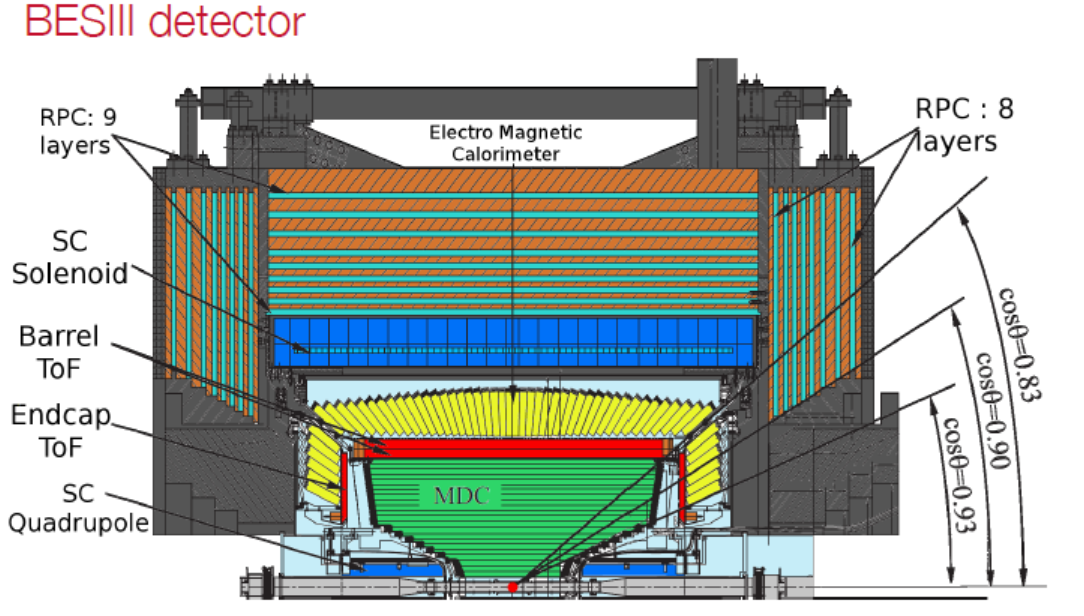 BESIII detector
RPC: 9
layers
Electro Magnetic
Calorimeter
RPC : 8
layers
SC
Solenoid
Barrel
ToF
Endcap
ToF
SC
Quadrupole
MDC
cosθ=0.83
cosθ=0.90
cosθ=0.93